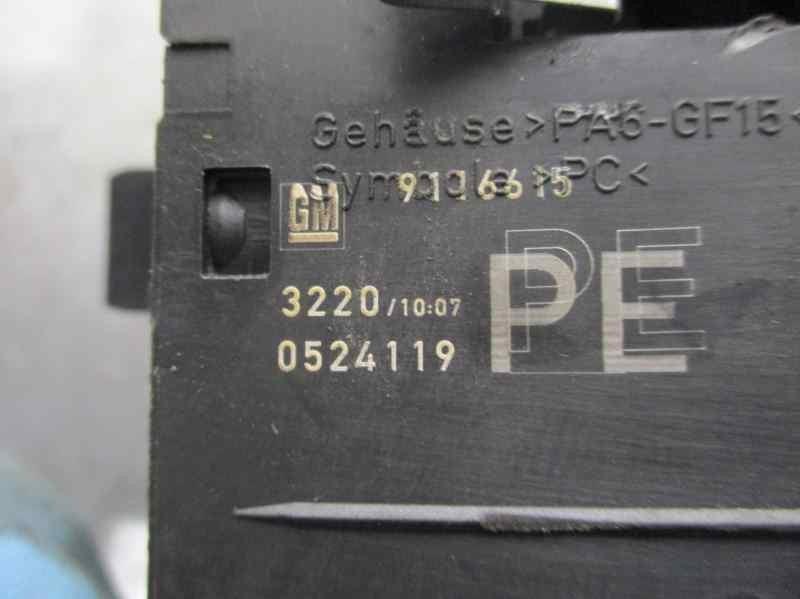 Gehäuse >PA6-GF15<
Symbole >PC<
GM 9116615
3220/10:07
0524119
PE